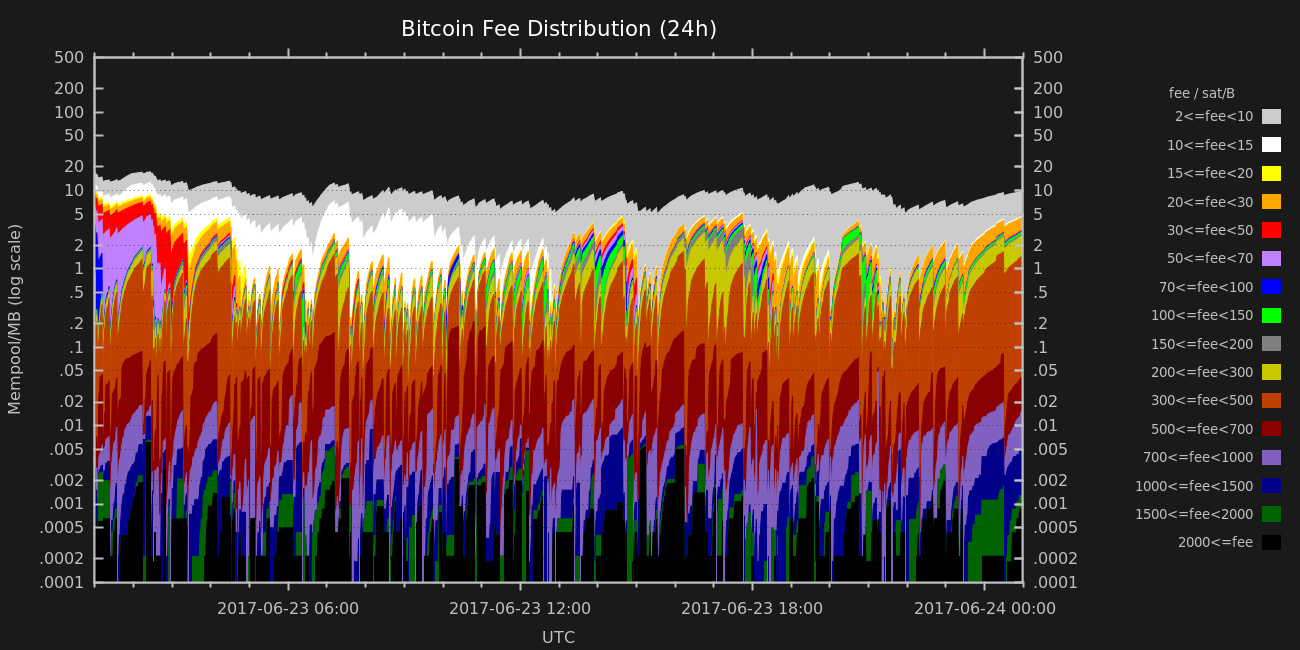 Bitcoin Fee Distribution (24h)
500
200
100
50
20
10
5
2
1
.5
.2
.1
.05
.02
.01
.005
.002
.001
.0005
.0002
.0001
Mempool/MB (log scale)
500
200
100
50
20
10
5
2
1
.5
.2
.1
.05
.02
.01
.005
.002
.001
.0005
.0002
.0001
fee / sat/B
2<=fee<10
10<=fee<15
15<=fee<20
20<=fee<30
30<=fee<50
50<=fee<70
70<=fee<100
100<=fee<150
150<=fee<200
200<=fee<300
300<=fee<500
500<=fee<700
700<=fee<1000
1000<=fee<1500
1500<=fee<2000
2000<=fee
2017-06-23 06:00 2017-06-23 12:00 2017-06-23 18:00 2017-06-24 00:00
UTC